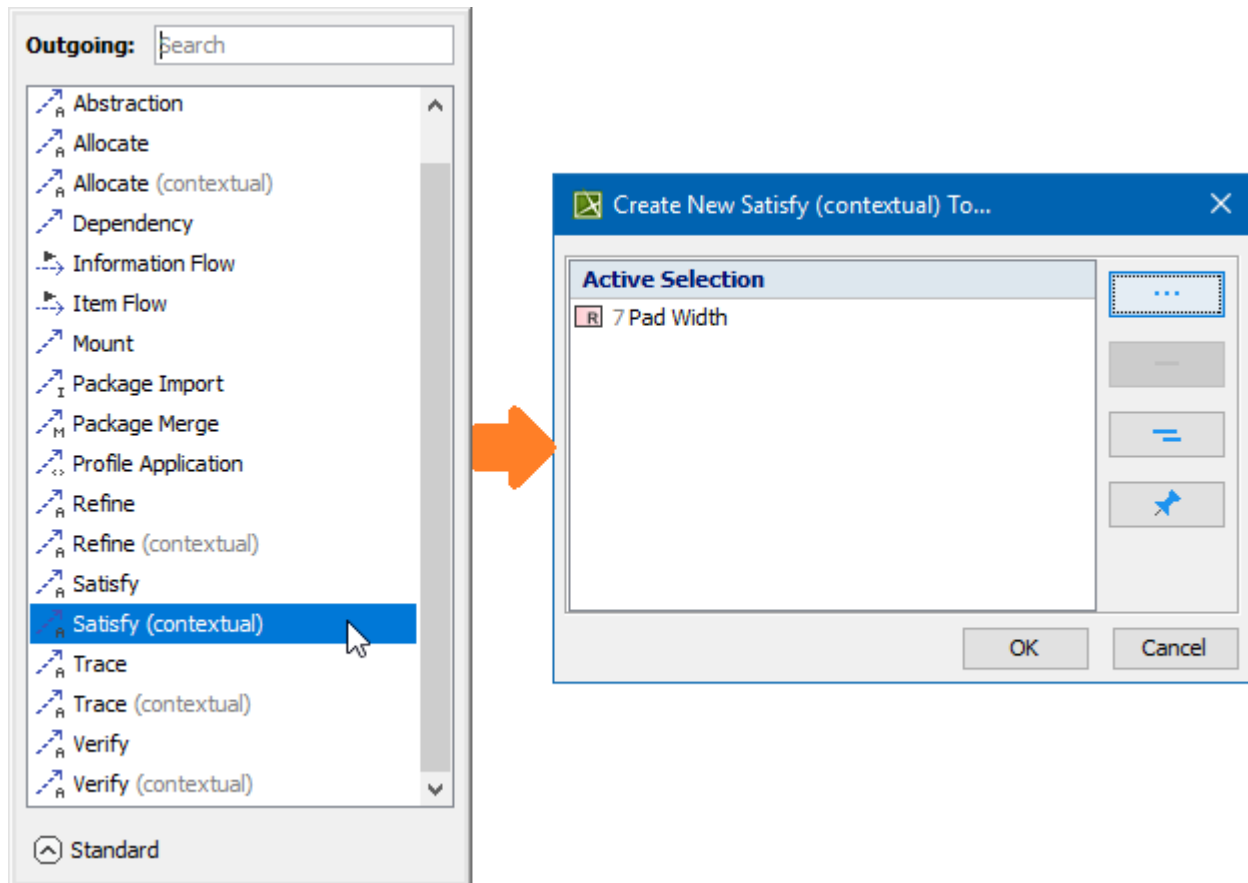 Outgoing: Search
Abstraction
Allocate
Allocate (contextual)
Dependency
Information Flow
Item Flow
Mount
Package Import
Package Merge
Profile Application
Refine
Refine (contextual)
Satisfy
Satisfy (contextual)
Trace
Trace (contextual)
Verify
Verify (contextual)
Standard
Create New Satisfy (contextual) To...
Active Selection
R 7 Pad Width
OK Cancel